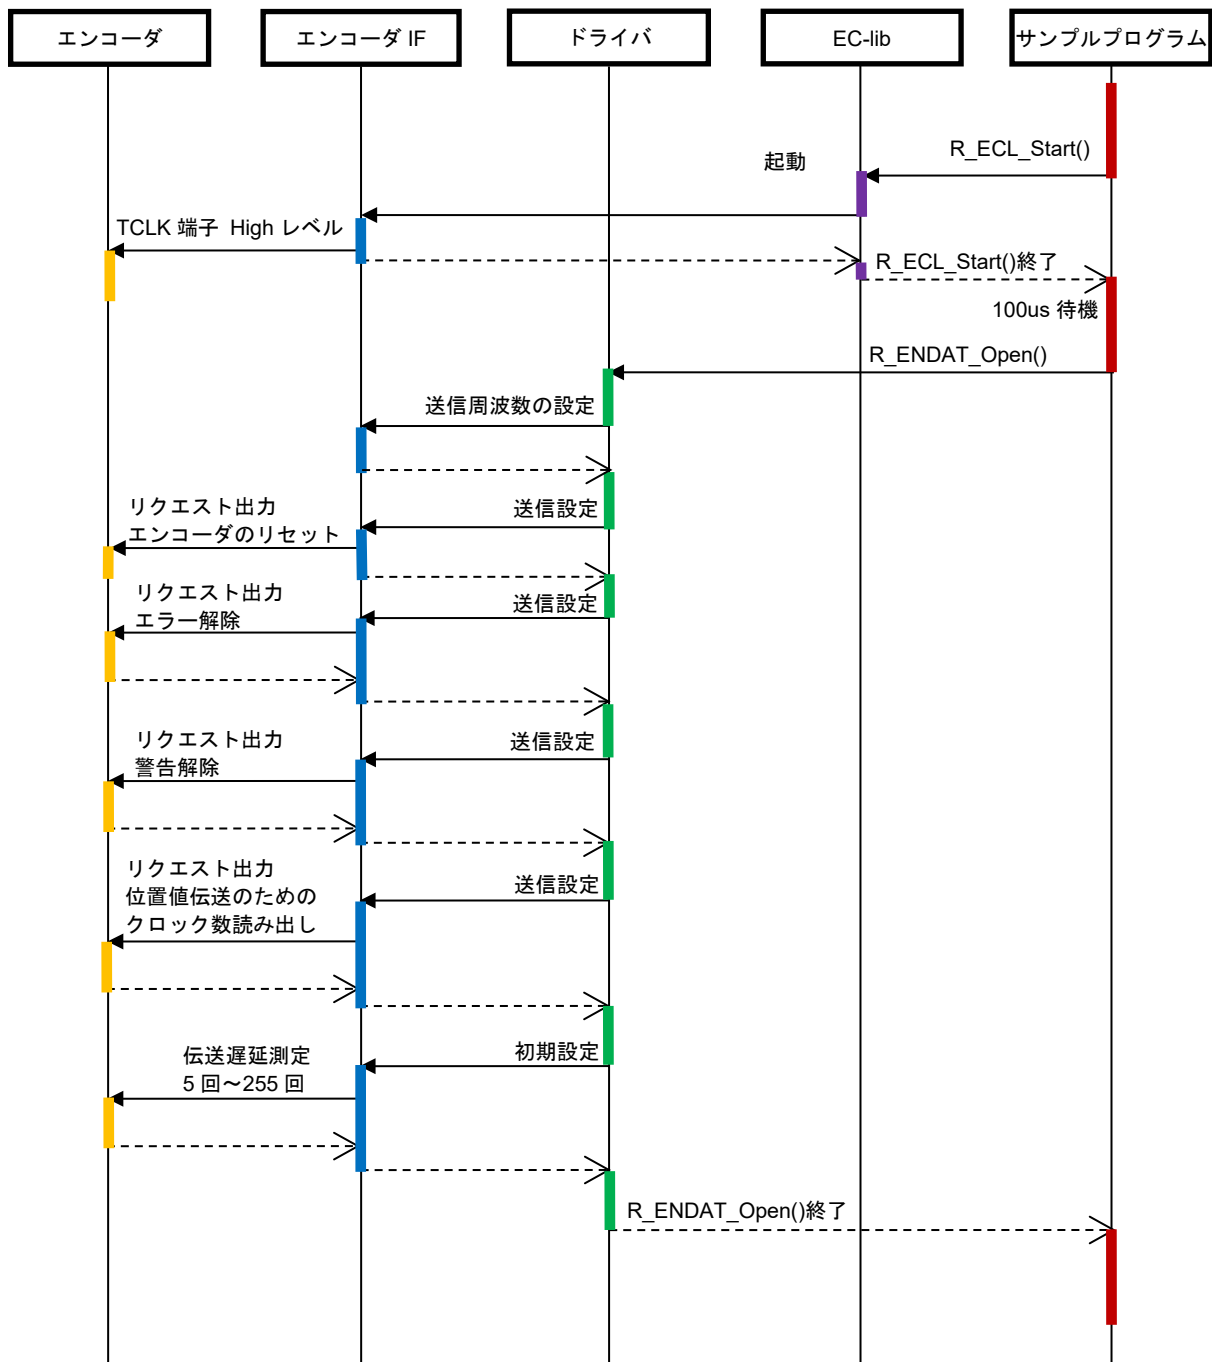 エンコーダ
エンコーダ IF
ドライバ
EC-lib
サンプルプログラム
R_ECL_Start()
起動
TCLK 端子 High レベル
R_ECL_Start()終了
100us 待機
R_ENDAT_Open()
送信周波数の設定
送信設定
リクエスト出力
エンコーダのリセット
送信設定
リクエスト出力
エラー解除
送信設定
リクエスト出力
警告解除
送信設定
リクエスト出力
位置値伝送のための
クロック数読み出し
初期設定
伝送遅延測定
5 回～255 回
R_ENDAT_Open()終了